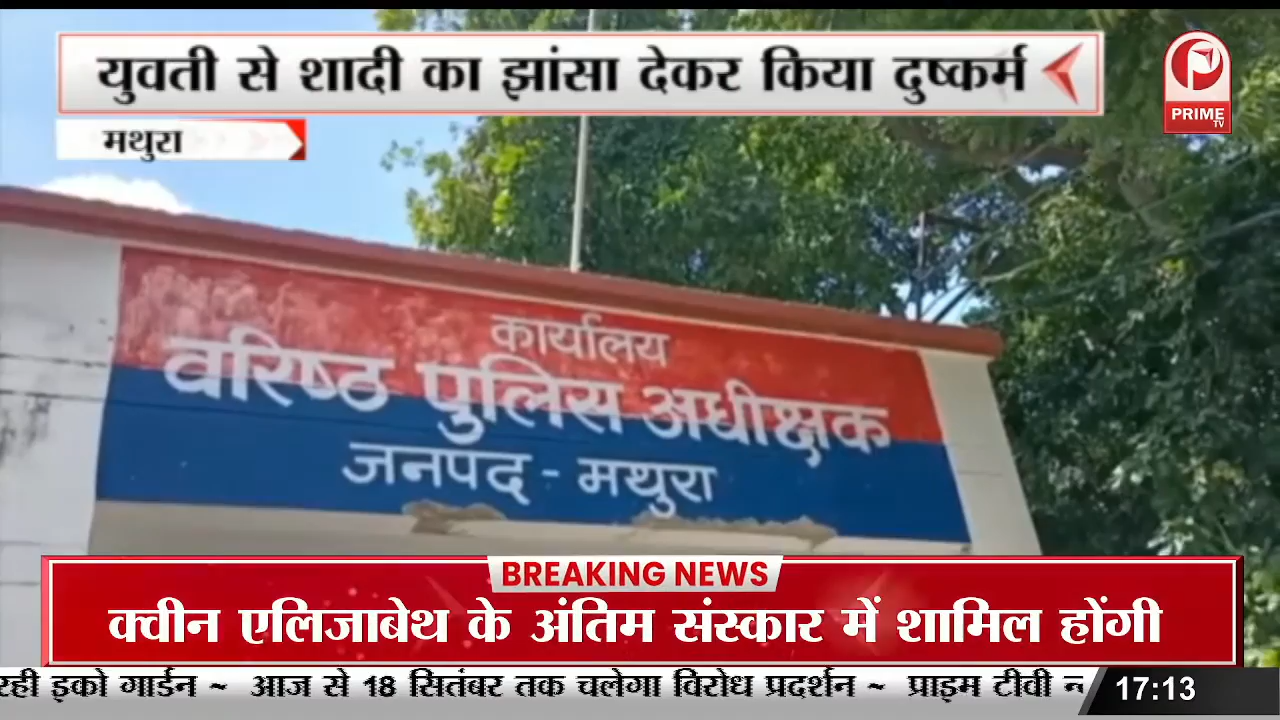 युवती से शादी का झांसा देकर किया दुष्कर्म
PRIME
TV
मथुरा
कार्यालय
वरिष्ठ पुलिस अधीक्षक
जनपद - मथुरा
BREAKING NEWS
क्वीन एलिजाबेथ के अंतिम संस्कार में शामिल होंगी
रही इको गार्डन ~ आज से 18 सितंबर तक चलेगा विरोध प्रदर्शन ~ प्राइम टीवी
17:13